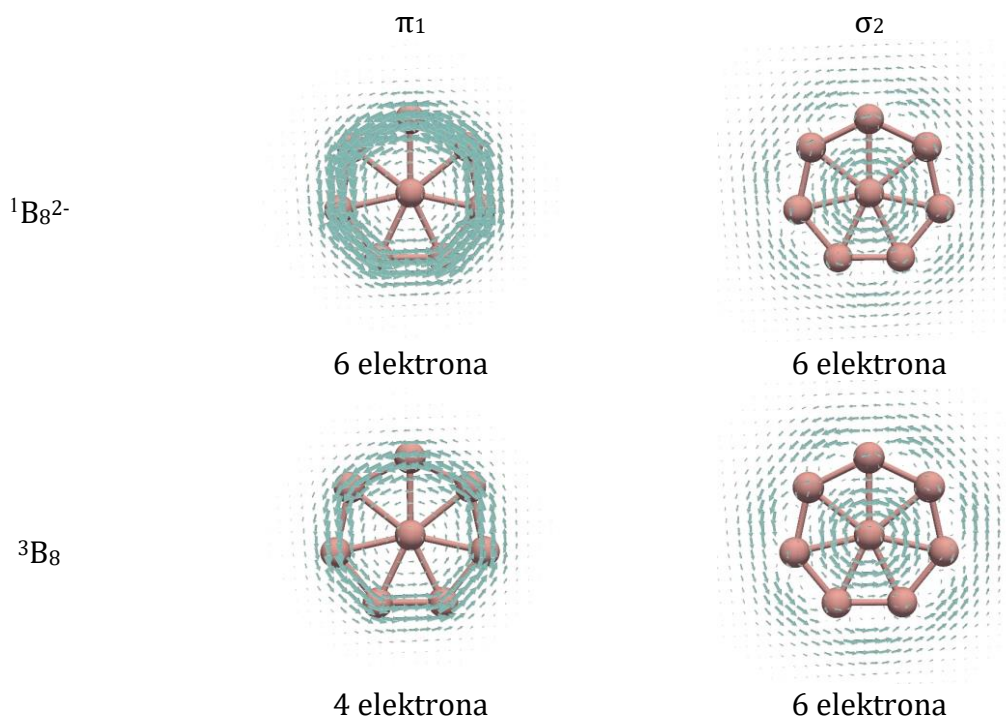 π₁ σ₂
¹B₈²⁻
6 elektrona 6 elektrona
³B₈
4 elektrona 6 elektrona